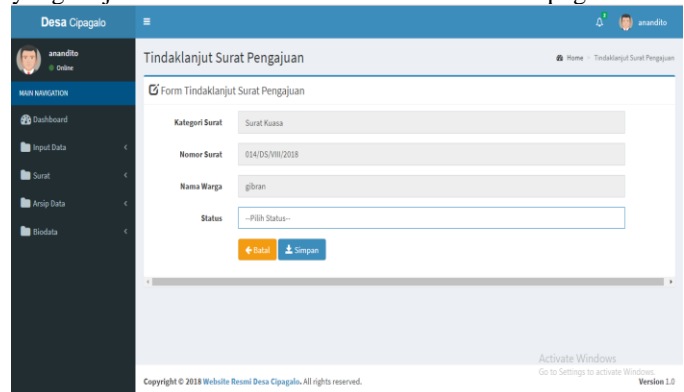 Desa Cipagalo
anandito
anandito
Online
Tindaklanjut Surat Pengajuan
Home > Tindaklanjut Surat Pengajuan
MAIN NAVIGATION
Form Tindaklanjut Surat Pengajuan
Dashboard
Input Data
Surat
Arsip Data
Biodata
Kategori Surat
Surat Kuasa
Nomor Surat
014/DS/VIII/2018
Nama Warga
gibran
Status
--Pilih Status--
Batal
Simpan
Activate Windows
Go to Settings to activate Windows.
Copyright © 2018 Website Resmi Desa Cipagalo. All rights reserved.
Version 1.0